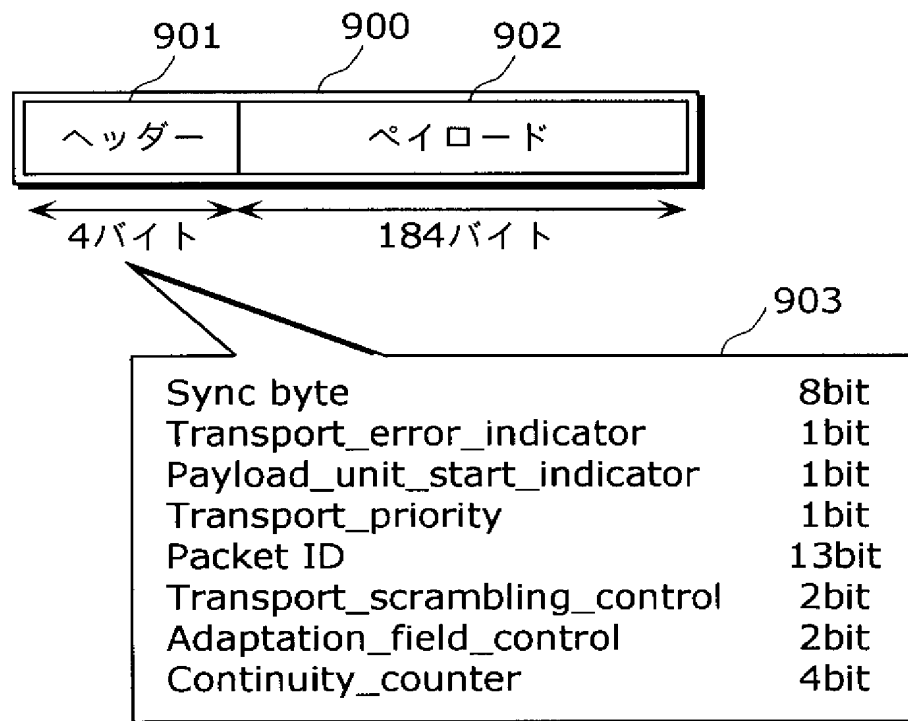 901 900 902
ヘッダー ペイロード
4バイト 184バイト
903
Sync byte 8bit
Transport_error_indicator 1bit
Payload_unit_start_indicator 1bit
Transport_priority 1bit
Packet ID 13bit
Transport_scrambling_control 2bit
Adaptation_field_control 2bit
Continuity_counter 4bit